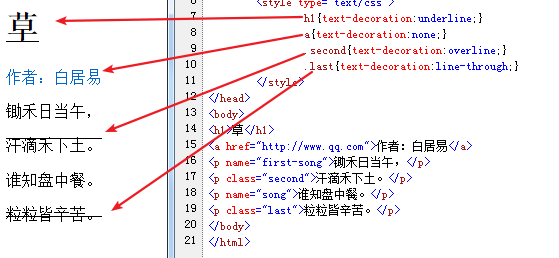 草
作者：白居易
锄禾日当午，
汗滴禾下土。
谁知盘中餐。
粒粒皆辛苦。
6 <style type="text/css">
7 h1{text-decoration:underline;}
8 a{text-decoration:none;}
9 .second{text-decoration:overline;}
10 .last{text-decoration:line-through;}
11 </style>
12 </head>
13 <body>
14 <h1>草</h1>
15 <a href="http://www.qq.com">作者：白居易</a>
16 <p name="first-song">锄禾日当午，</p>
17 <p class="second">汗滴禾下土。</p>
18 <p name="song">谁知盘中餐。</p>
19 <p class="last">粒粒皆辛苦。</p>
20 </body>
21 </html>